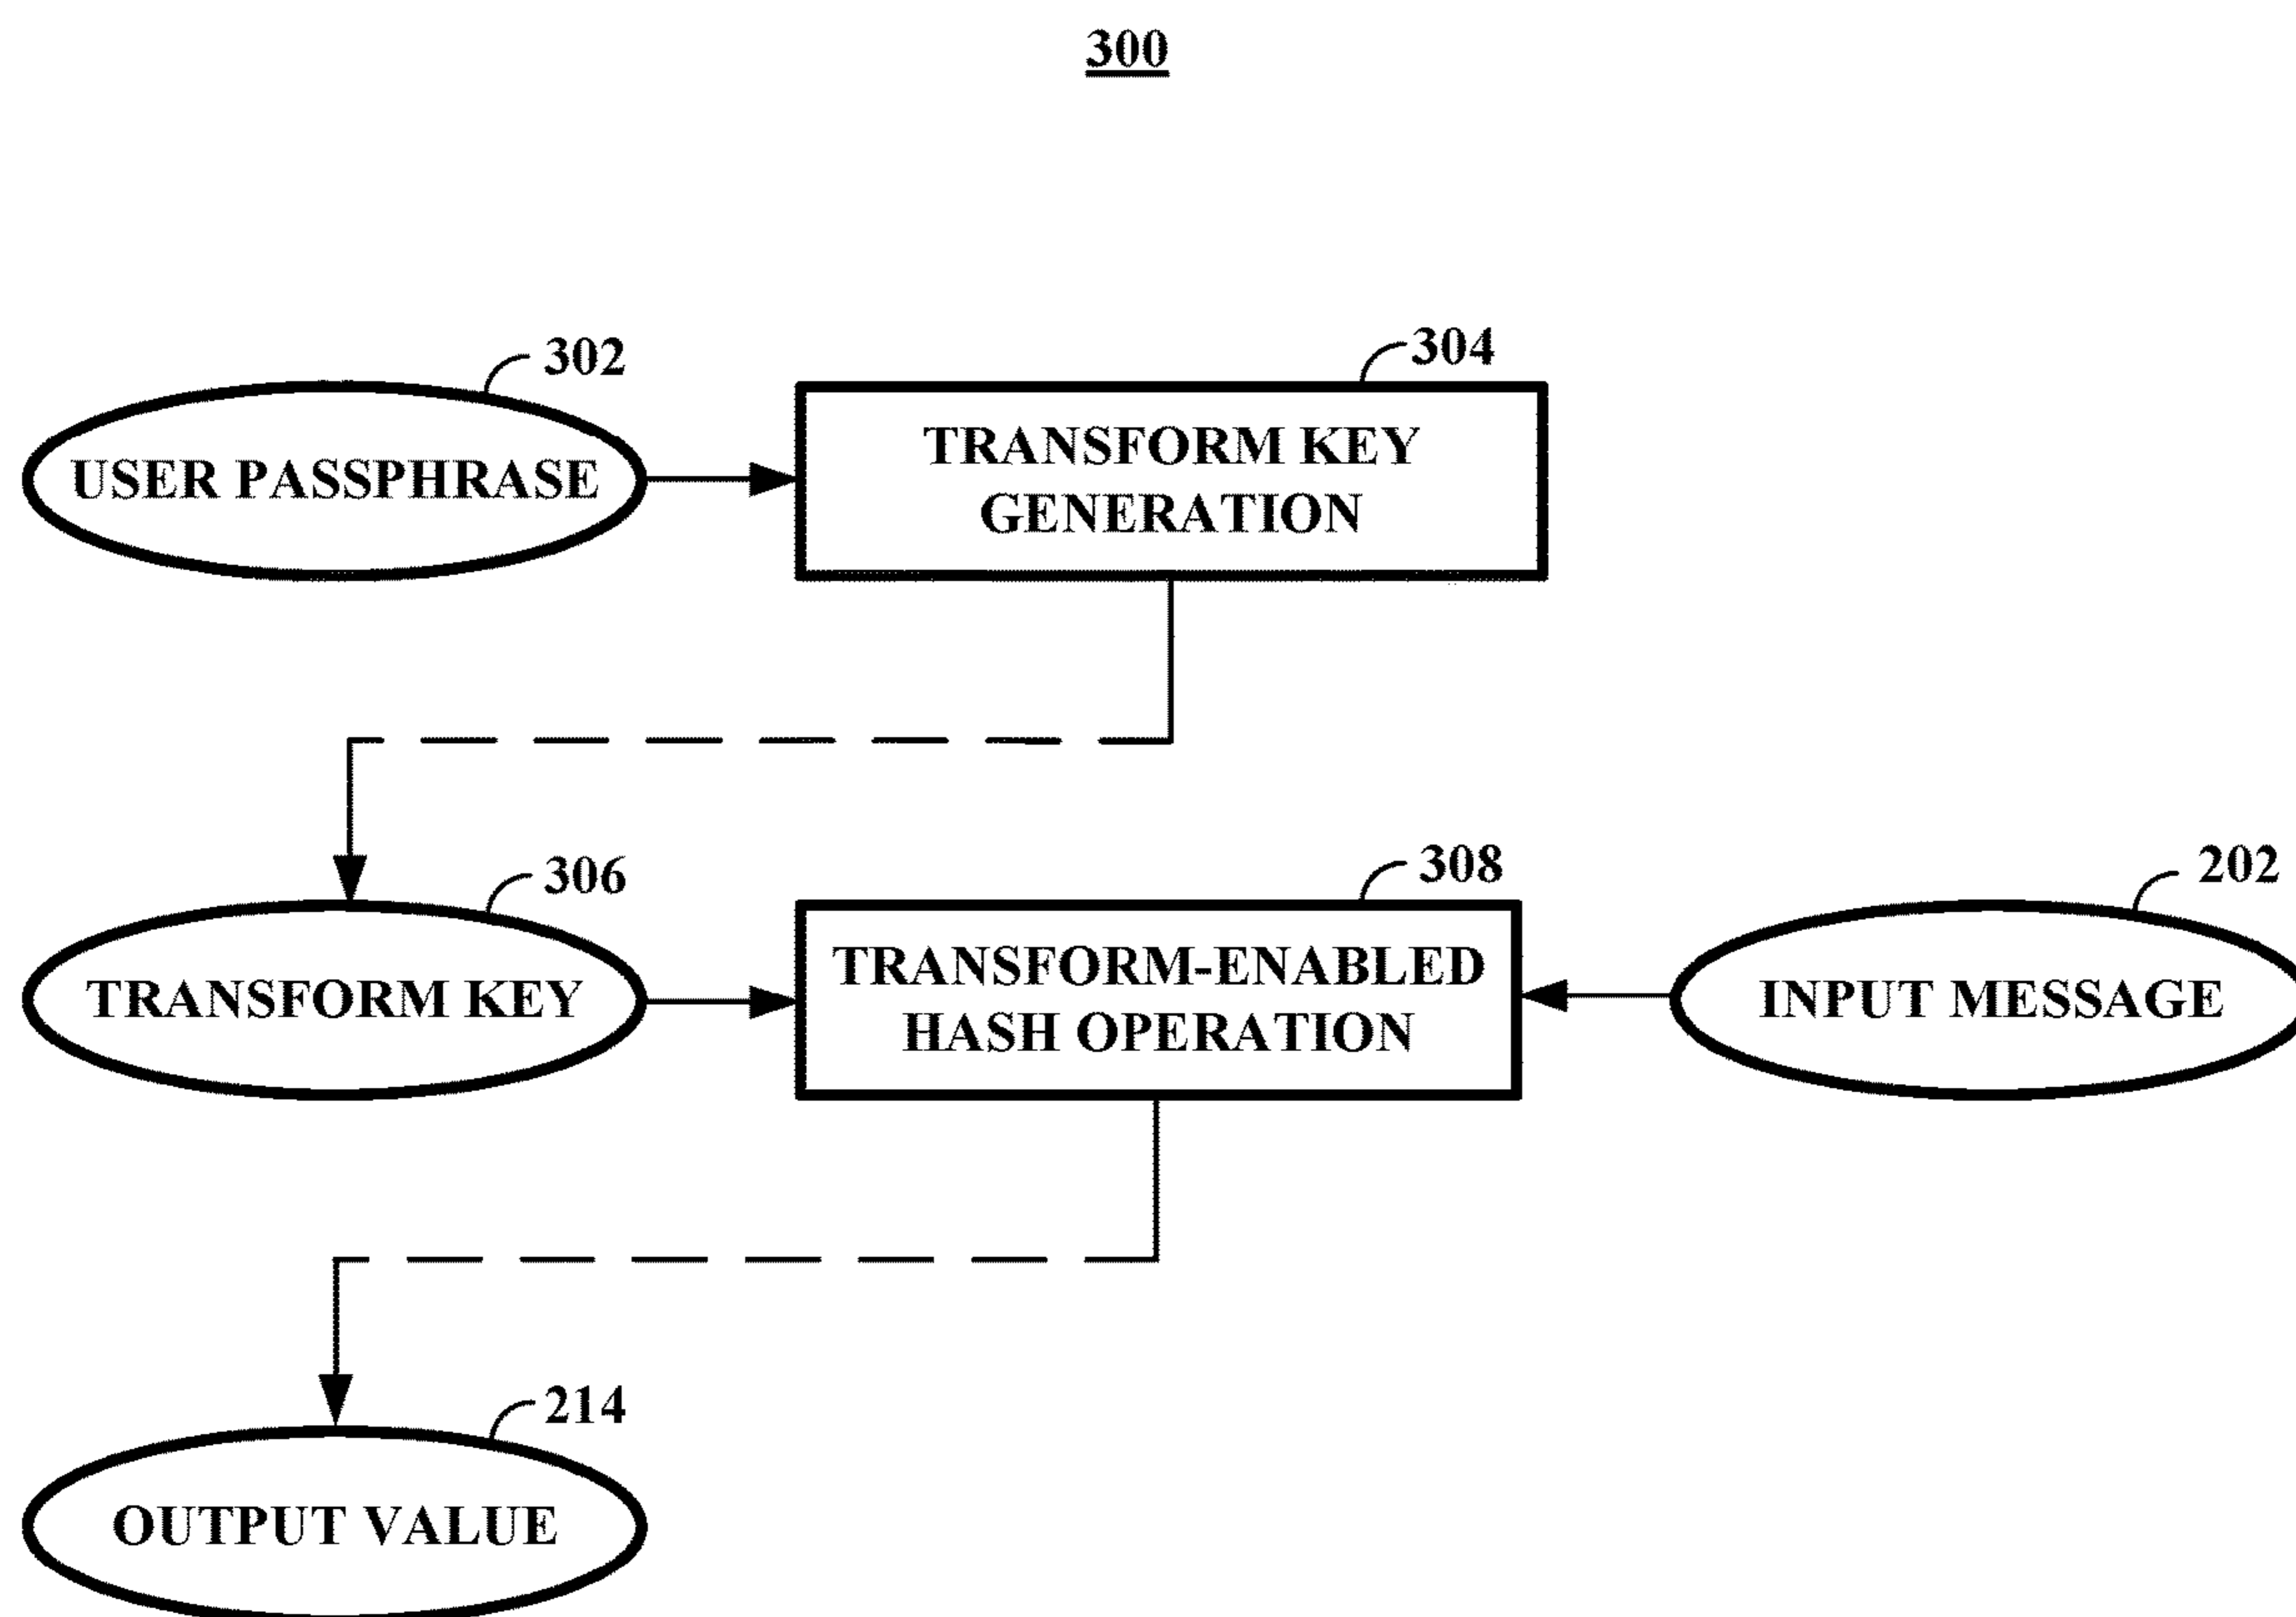 300
302
304
USER PASSPHRASE
TRANSFORM KEY
GENERATION
306
308
202
TRANSFORM KEY
TRANSFORM-ENABLED
HASH OPERATION
INPUT MESSAGE
214
OUTPUT VALUE